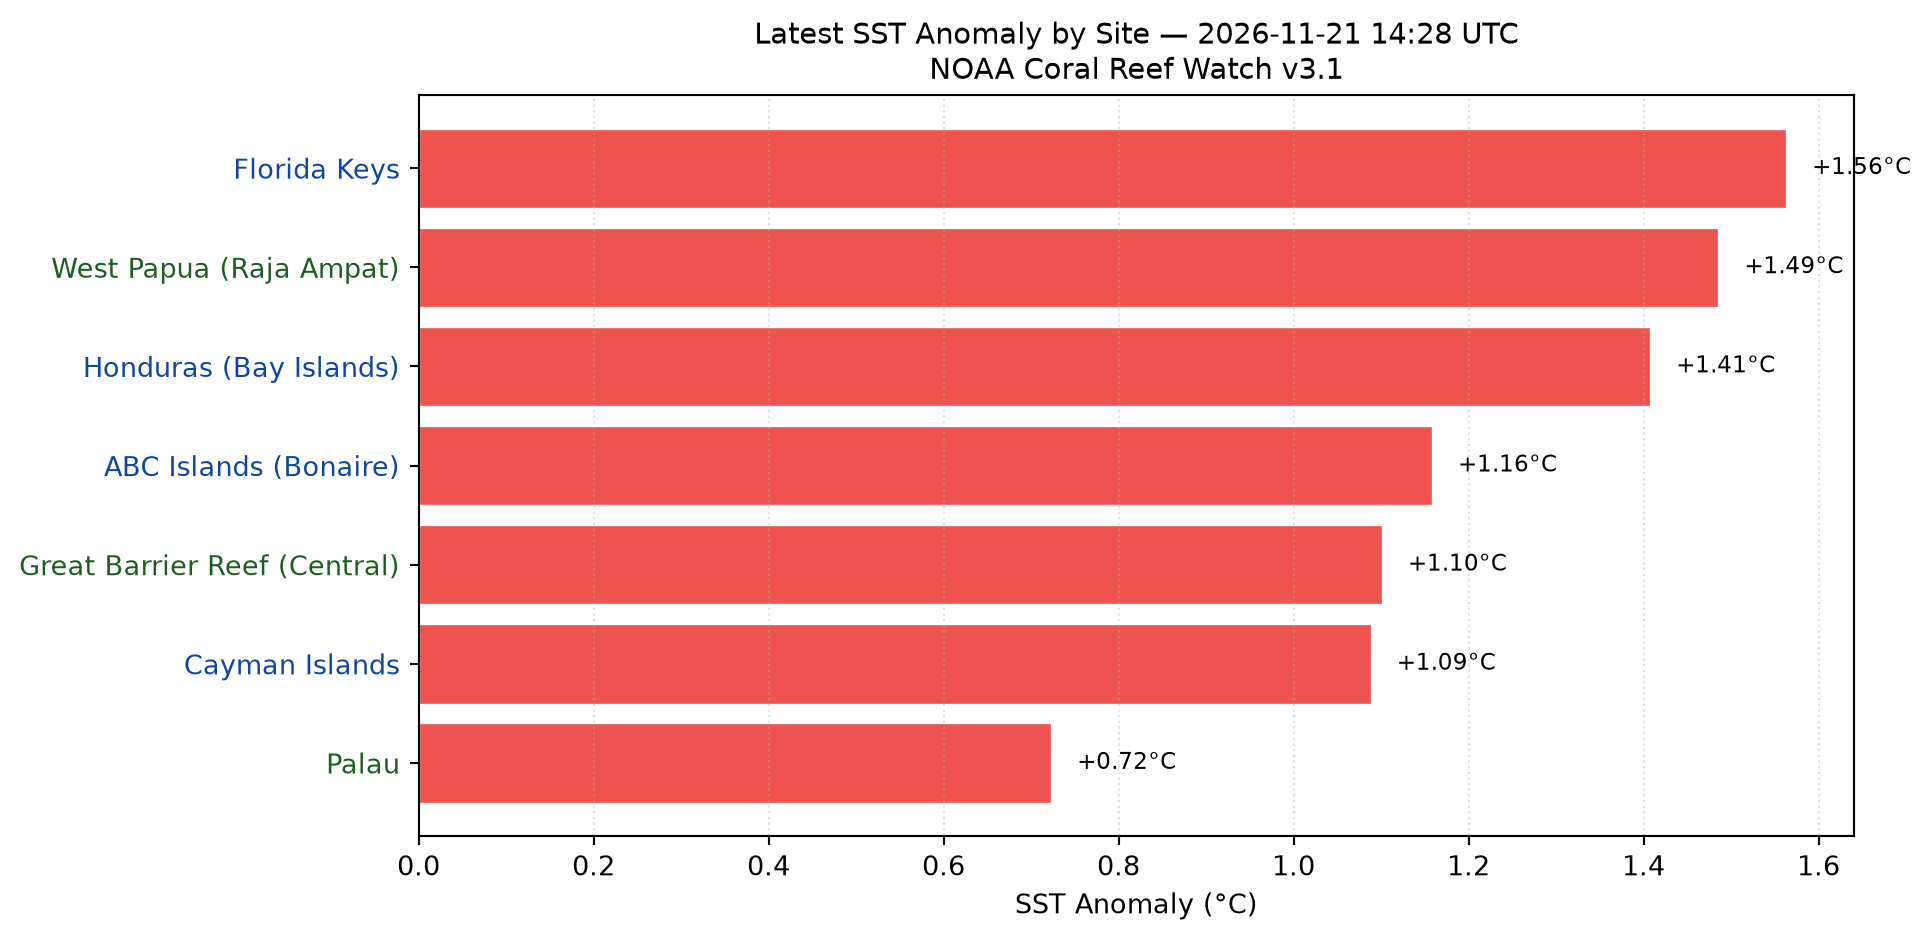 Latest SST Anomaly by Site — 2026-11-21 14:28 UTC
NOAA Coral Reef Watch v3.1
Florida Keys +1.56°C
West Papua (Raja Ampat) +1.49°C
Honduras (Bay Islands) +1.41°C
ABC Islands (Bonaire) +1.16°C
Great Barrier Reef (Central) +1.10°C
Cayman Islands +1.09°C
Palau +0.72°C
0.0 0.2 0.4 0.6 0.8 1.0 1.2 1.4 1.6
SST Anomaly (°C)